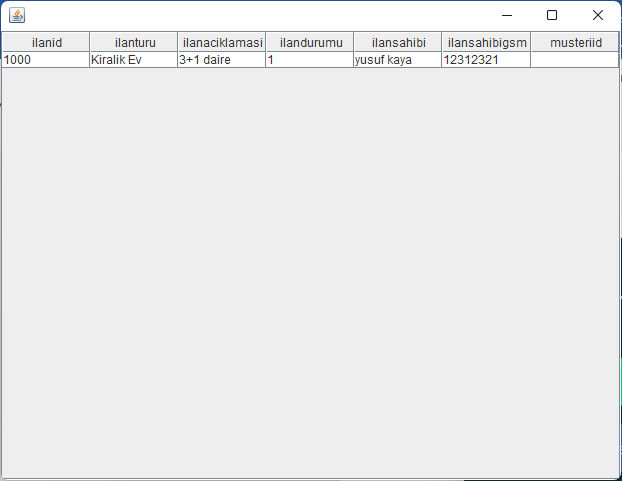 ilanid ilanturu ilanaciklamasi ilandurumu ilansahibi ilansahibigsm musteriid
1000 Kiralik Ev 3+1 daire 1 yusuf kaya 12312321